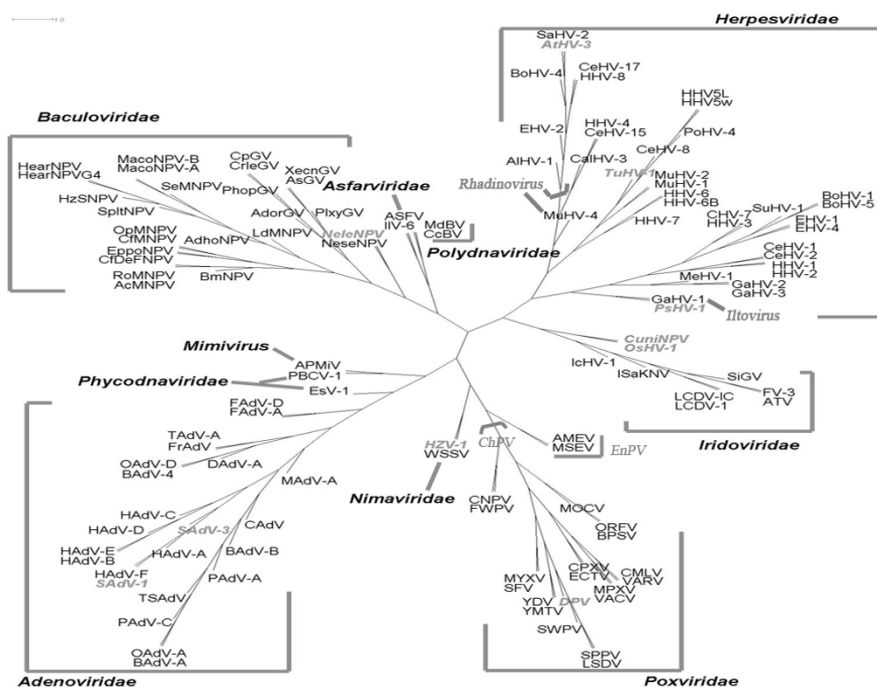 1.0
Herpesviridae
SaHV-2
AtHV-3
BoHV-4
CeHV-17
HHV-8
EHV-2
HHV-4
CeHV-15
AlHV-1
CalHV-3
Rhadinovirus
MuHV-4
HHV5L
HHV5w
PoHV-4
CeHV-8
TuHV-1
MuHV-2
MuHV-1
HHV-6
HHV-6B
HHV-7
CHV-7
HHV-3
SuHV-1
BoHV-1
BoHV-5
EHV-1
EHV-4
CeHV-1
CeHV-2
HHV-1
HHV-2
MeHV-1
GaHV-2
GaHV-3
GaHV-1
PsHV-1
Iltovirus
Baculoviridae
HearNPV
HearNPVG4
MacoNPV-B
MacoNPV-A
CpGV
CrleGV
XecnGV
AsGV
HzSNPV
SeMNPV
PhopGV
SpltNPV
AdorGV
PlxyGV
OpMNPV
CfMNPV
AdhoNPV
LdMNPV
NeleNPV
NeseNPV
EppoNPV
CfDeFNPV
RoMNPV
AcMNPV
BmNPV
Asfarviridae
ASFV
IIV-6
MdBV
CcBV
Polydnaviridae
Mimivirus
APMiV
PBCV-1
Phycodnaviridae
EsV-1
CuniNPV
OsHV-1
IcHV-1
ISaKNV
SiGV
LCDV-IC
LCDV-1
FV-3
ATV
Iridoviridae
FAdV-D
FAdV-A
TAdV-A
FrAdV
OAdV-D
BAdV-4
DAdV-A
MAdV-A
HAdV-C
HAdV-D
SAdV-3
CAdV
HAdV-E
HAdV-B
HAdV-A
BAdV-B
HAdV-F
SAdV-1
PAdV-A
TSAdV
PAdV-C
OAdV-A
BAdV-A
Adenoviridae
HZV-1
WSSV
Nimaviridae
ChPV
AMEV
MSEV
EnPV
CNPV
FWPV
MOCV
ORFV
BPSV
MYXV
SFV
CPXV
ECTV
CMLV
VARV
MPXV
VACV
YDV
YMTV
DPV
SWPV
SPPV
LSDV
Poxviridae